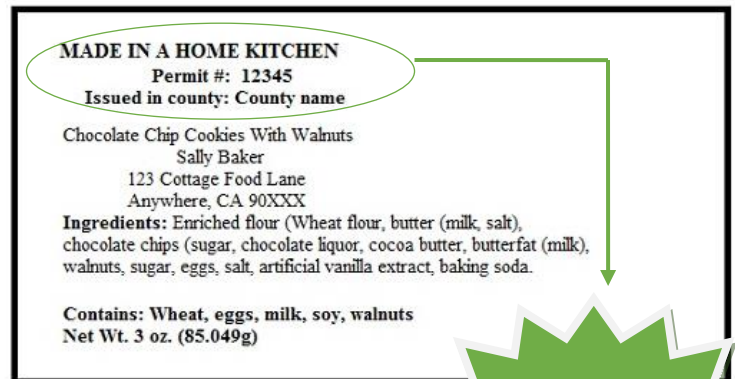 MADE IN A HOME KITCHEN
Permit #: 12345
Issued in county: County name
Chocolate Chip Cookies With Walnuts
Sally Baker
123 Cottage Food Lane
Anywhere, CA 90XXX
Ingredients: Enriched flour (Wheat flour, butter (milk, salt),
chocolate chips (sugar, chocolate liquor, cocoa butter, butterfat (milk),
walnuts, sugar, eggs, salt, artificial vanilla extract, baking soda.
Contains: Wheat, eggs, milk, soy, walnuts
Net Wt. 3 oz. (85.049g)